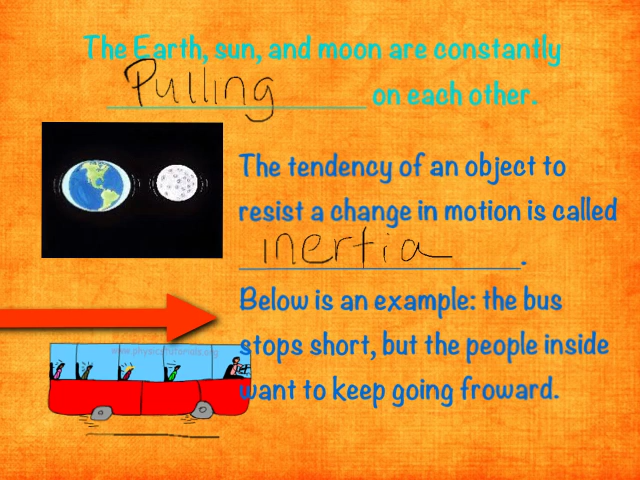 The Earth, sun, and moon are constantly
Pulling on each other.
The tendency of an object to
resist a change in motion is called
inertia.
Below is an example: the bus
stops short, but the people inside
want to keep going froward.